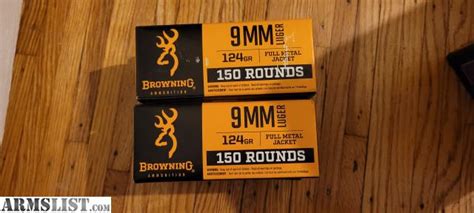 9MM
LUGER
124GR
FULL METAL
JACKET
BROWNING
AMMUNITION
150 ROUNDS
9MM
LUGER
124GR
FULL METAL
JACKET
BROWNING
AMMUNITION
150 ROUNDS
ARMSLIST.COM